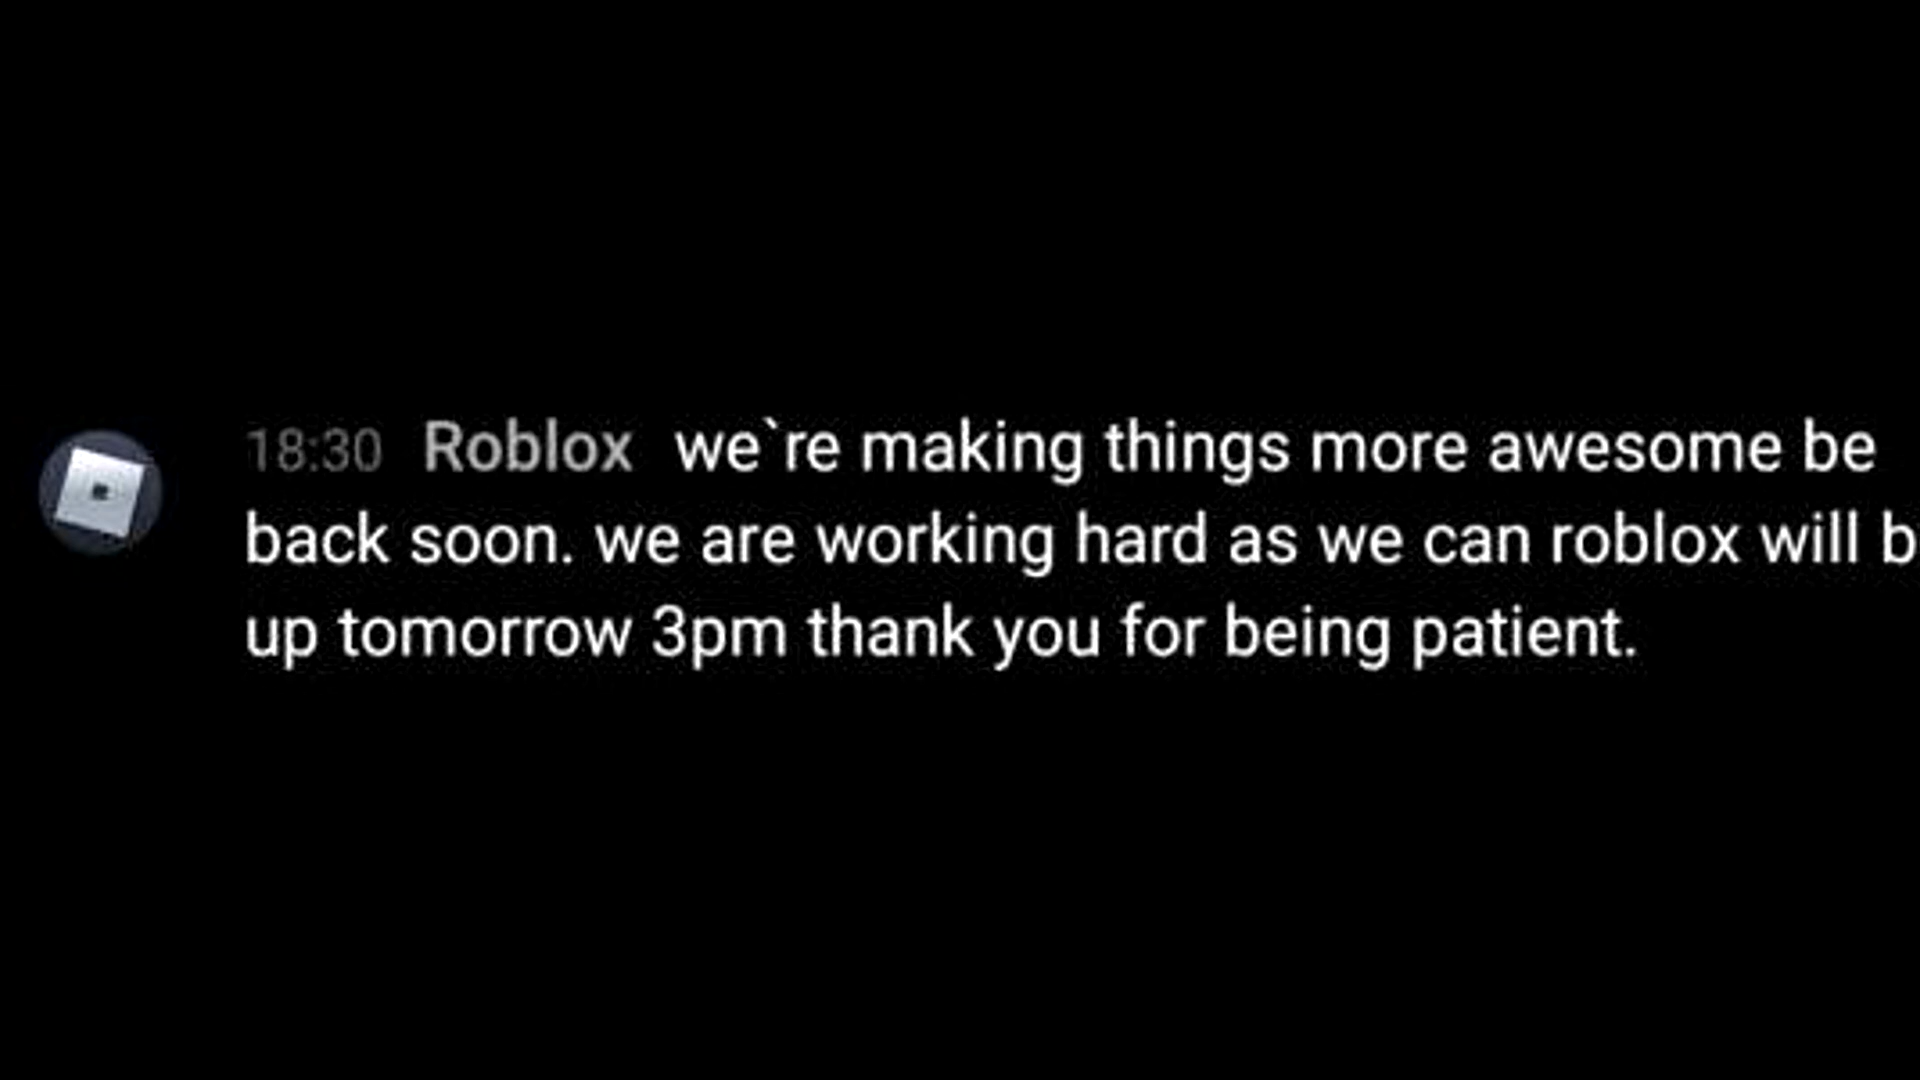 18:30 Roblox we`re making things more awesome be
back soon. we are working hard as we can roblox will b
up tomorrow 3pm thank you for being patient.